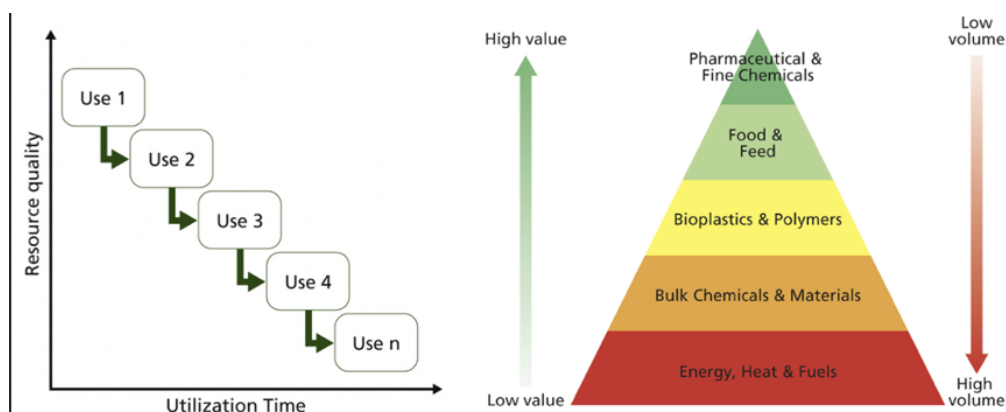 Resource quality
Use 1
Use 2
Use 3
Use 4
Use n
Utilization Time
High value
Low value
Pharmaceutical &
Fine Chemicals
Food &
Feed
Bioplastics & Polymers
Bulk Chemicals & Materials
Energy, Heat & Fuels
Low
volume
High
volume